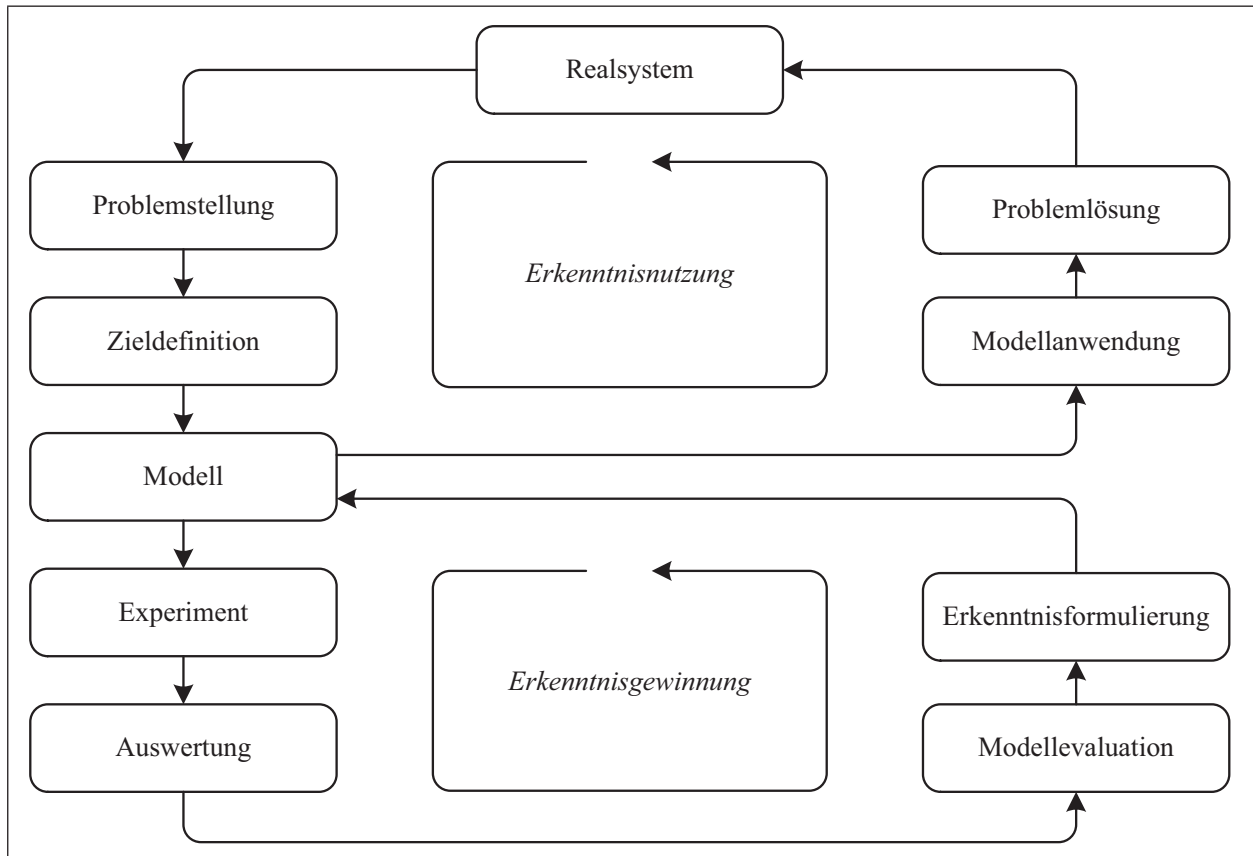 Realsystem
Problemstellung
Erkenntnisnutzung
Problemlösung
Zieldefinition
Modellanwendung
Modell
Experiment
Erkenntnisgewinnung
Erkenntnisformulierung
Auswertung
Modellevaluation